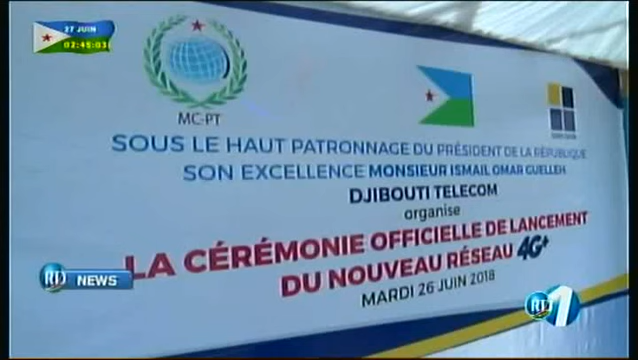 27 JUIN
02:45:03
MC-PT
SOUS LE HAUT PATRONNAGE DU PRÉSIDENT DE LA RÉPUBLIQUE
SON EXCELLENCE MONSIEUR ISMAIL OMAR GUELLEH
DJIBOUTI TELECOM
organise
LA CÉRÉMONIE OFFICIELLE DE LANCEMENT
DU NOUVEAU RÉSEAU 4G+
MARDI 26 JUIN 2018
RTD NEWS
RTD 1